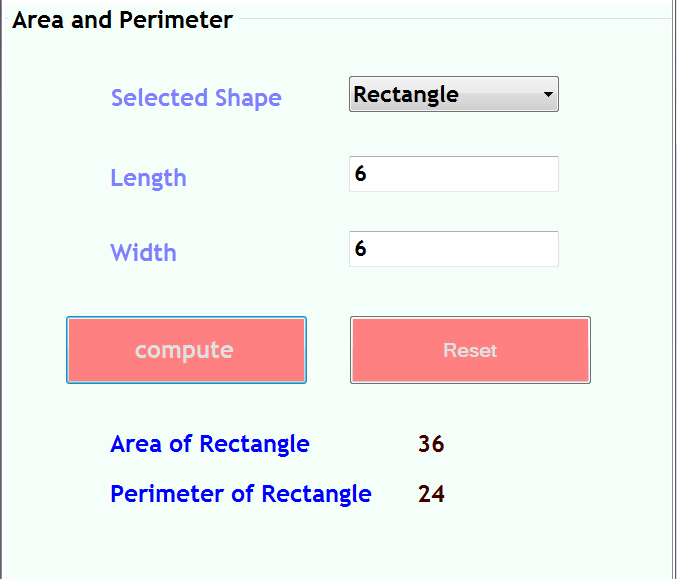 Area and Perimeter
Selected Shape Rectangle
Length 6
Width 6
compute Reset
Area of Rectangle 36
Perimeter of Rectangle 24